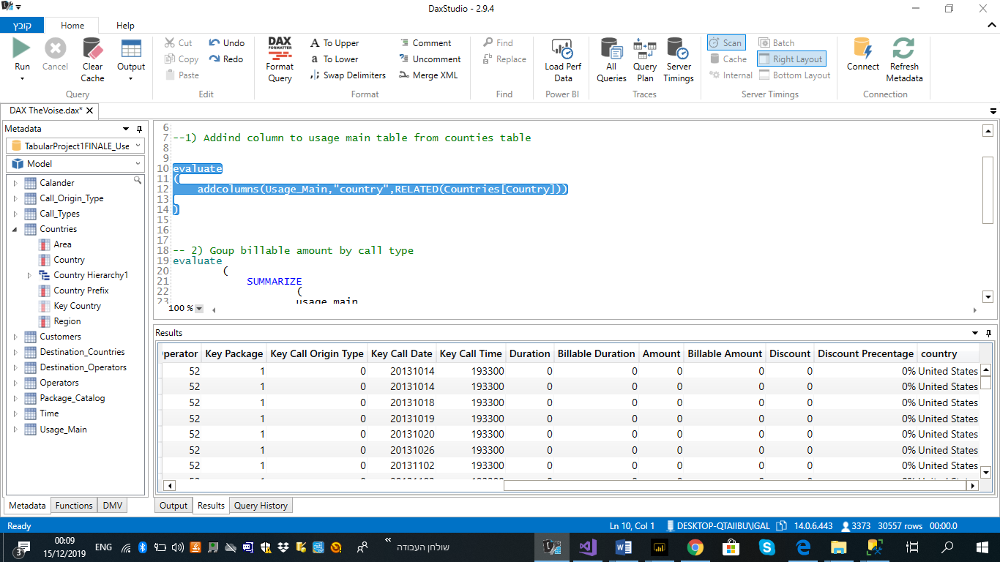 DaxStudio - 2.9.4
קובץ Home Help
Run
Cancel
Clear Cache
Output
Query
Cut
Copy
Paste
Undo
Redo
Edit
DAX FORMATTER
Format Query
To Upper
To Lower
Swap Delimiters
Comment
Uncomment
Merge XML
Format
Find
Replace
Find
Load Perf Data
Power BI
All Queries
Query Plan
Server Timings
Traces
Scan
Cache
Internal
Batch
Right Layout
Bottom Layout
Server Timings
Connect
Refresh Metadata
Connection
DAX TheVoise.dax*
Metadata
TabularProject1FINALE_Use
Model
Calander
Call_Origin_Type
Call_Types
Countries
Area
Country
Country Hierarchy1
Country Prefix
Key Country
Region
Customers
Destination_Countries
Destination_Operators
Operators
Package_Catalog
Time
Usage_Main
Metadata Functions DMV
6
7 --1) Addind column to usage main table from counties table
8
9
10 evaluate
11 (
12 addcolumns(Usage_Main,"country",RELATED(Countries[Country]))
13
14 )
15
16
17
18 -- 2) Goup billable amount by call type
19 evaluate
20 (
21 SUMMARIZE
22 (
23 usage_main
100 %
Results
Operator Key Package Key Call Origin Type Key Call Date Key Call Time Duration Billable Duration Amount Billable Amount Discount Discount Precentage country
52 1 0 20131014 193300 0 0 0 0 0 0% United States
52 1 0 20131014 193300 0 0 0 0 0 0% United States
52 1 0 20131018 193300 0 0 0 0 0 0% United States
52 1 0 20131019 193300 0 0 0 0 0 0% United States
52 1 0 20131020 193300 0 0 0 0 0 0% United States
52 1 0 20131026 193300 0 0 0 0 0 0% United States
52 1 0 20131102 193300 0 0 0 0 0 0% United States
Output Results Query History
Ready Ln 10, Col 1 DESKTOP-QTAIIBU\IGAL 14.0.6.443 3373 30557 rows 00:00.0
3
00:09
15/12/2019
ENG
שולחן העבודה